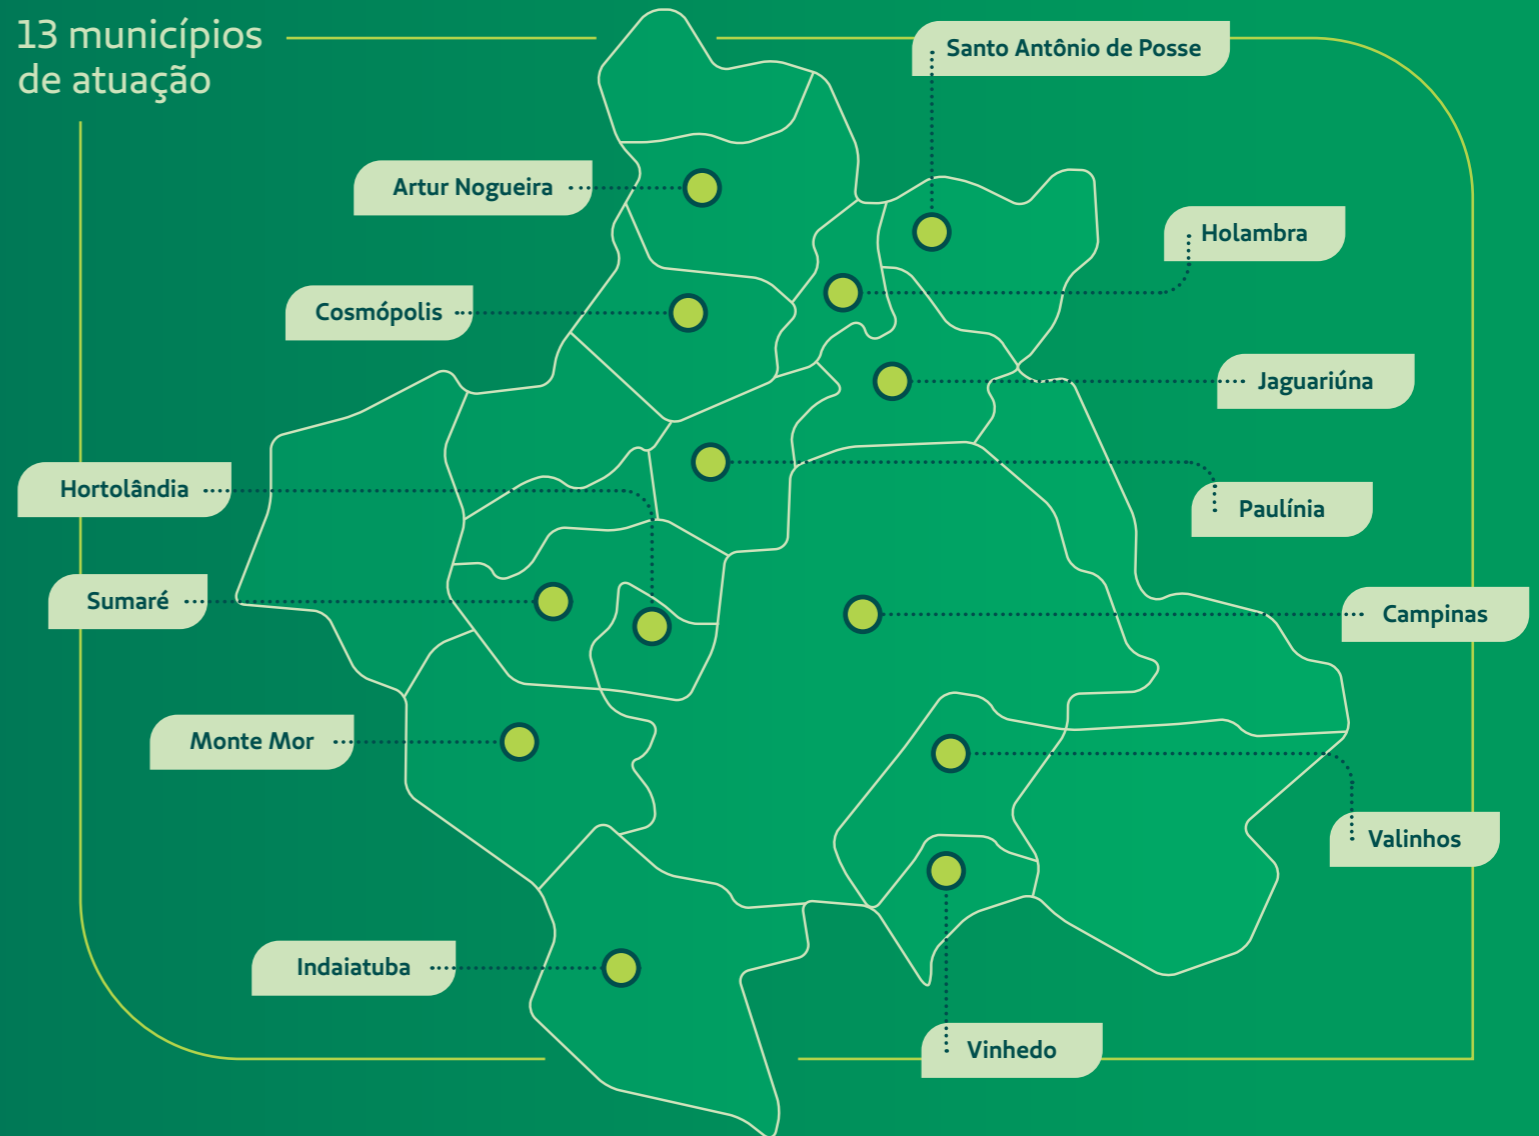 13 municípios
de atuação
Santo Antônio de Posse
Artur Nogueira
Holambra
Cosmópolis
Jaguariúna
Hortolândia
Paulínia
Sumaré
Campinas
Monte Mor
Valinhos
Indaiatuba
Vinhedo